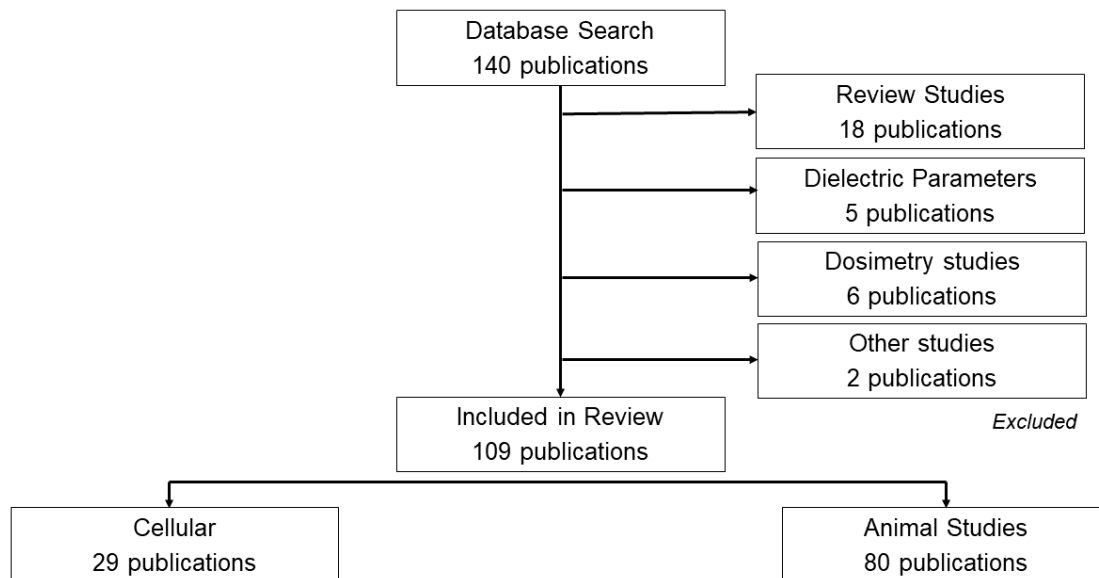 Database Search
140 publications
Review Studies
18 publications
Dielectric Parameters
5 publications
Dosimetry studies
6 publications
Other studies
2 publications
Excluded
Included in Review
109 publications
Cellular
29 publications
Animal Studies
80 publications